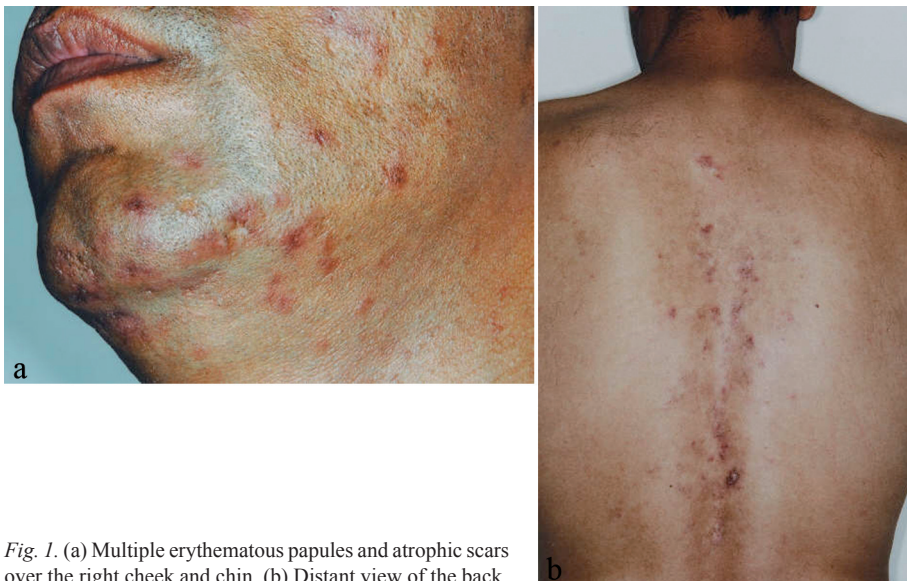 a
b
Fig. 1. (a) Multiple erythematous papules and atrophic scars
over the right cheek and chin. (b) Distant view of the back